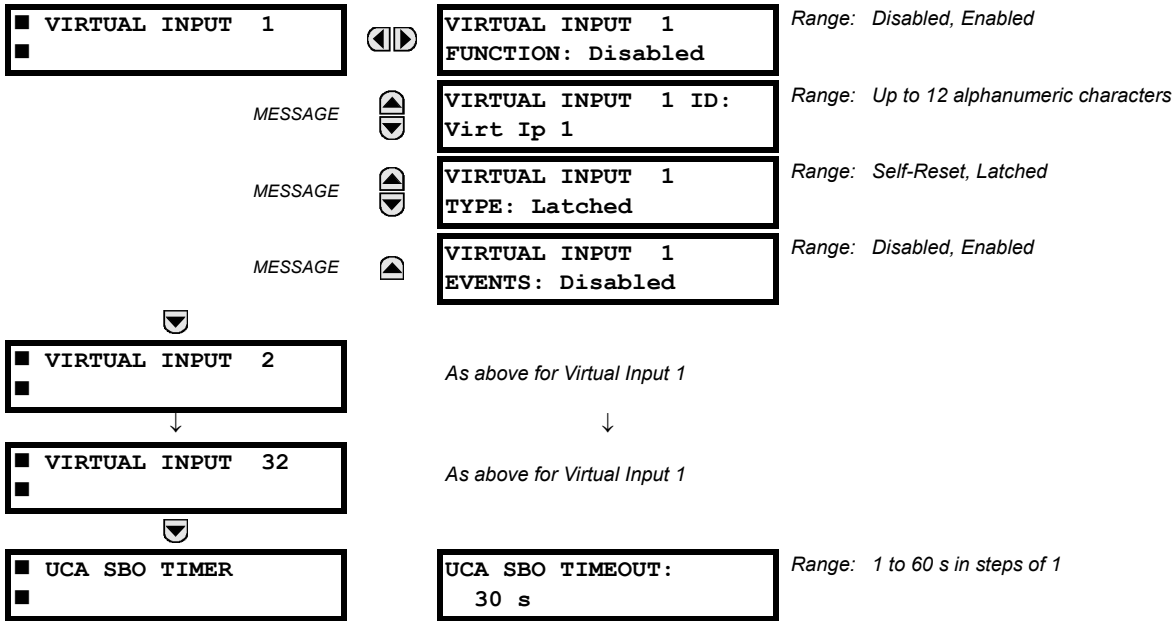 ■ VIRTUAL INPUT 1
■
VIRTUAL INPUT 1
FUNCTION: Disabled
Range: Disabled, Enabled
MESSAGE
VIRTUAL INPUT 1 ID:
Virt Ip 1
Range: Up to 12 alphanumeric characters
MESSAGE
VIRTUAL INPUT 1
TYPE: Latched
Range: Self-Reset, Latched
MESSAGE
VIRTUAL INPUT 1
EVENTS: Disabled
Range: Disabled, Enabled
■ VIRTUAL INPUT 2
■
As above for Virtual Input 1
↓ ↓
■ VIRTUAL INPUT 32
■
As above for Virtual Input 1
■ UCA SBO TIMER
■
UCA SBO TIMEOUT:
30 s
Range: 1 to 60 s in steps of 1